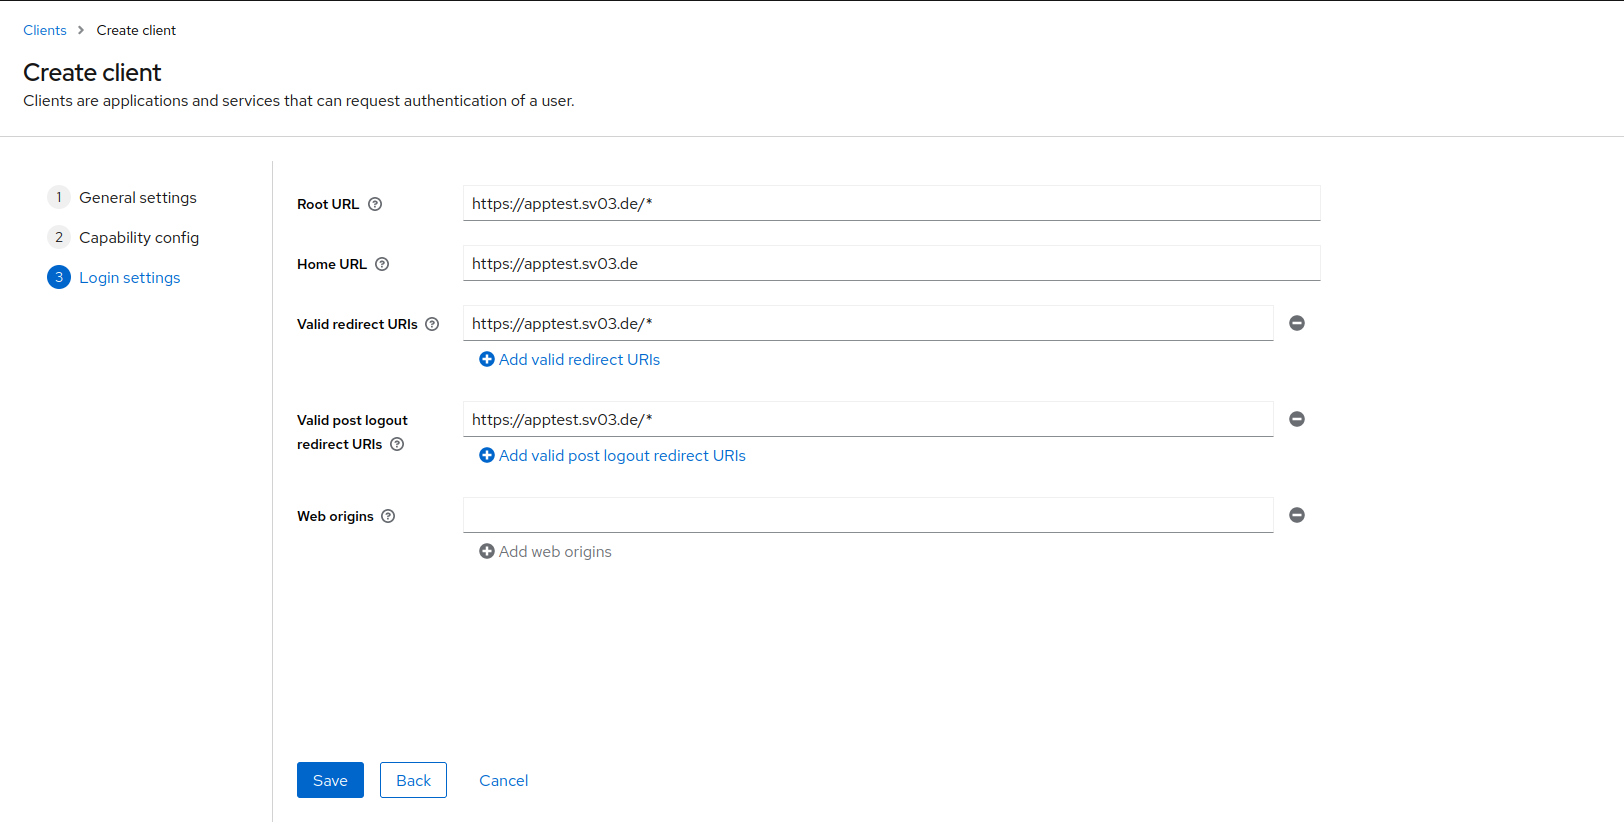 Clients > Create client
Create client
Clients are applications and services that can request authentication of a user.
1 General settings
2 Capability config
3 Login settings
Root URL
https://apptest.sv03.de/*
Home URL
https://apptest.sv03.de
Valid redirect URIs
https://apptest.sv03.de/*
Add valid redirect URIs
Valid post logout
redirect URIs
https://apptest.sv03.de/*
Add valid post logout redirect URIs
Web origins
Add web origins
Save Back Cancel